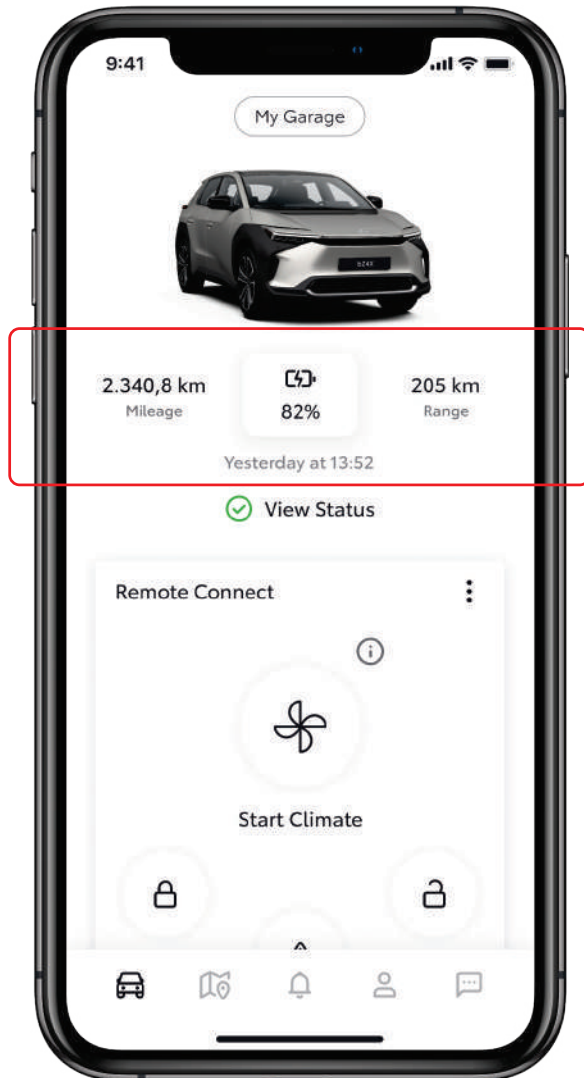 9:41
My Garage
bZ4X
2.340,8 km
Mileage
82%
205 km
Range
Yesterday at 13:52
View Status
Remote Connect
Start Climate